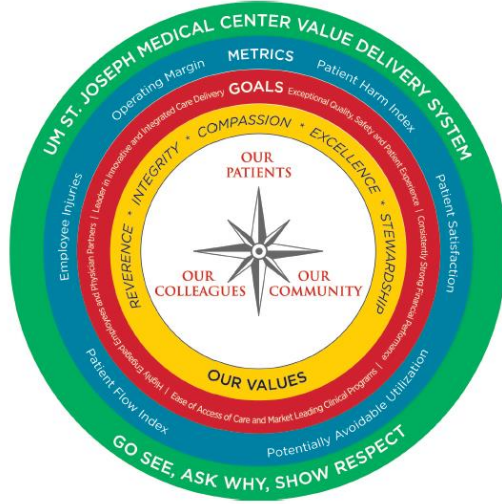 UM ST. JOSEPH MEDICAL CENTER VALUE DELIVERY SYSTEM
METRICS
Operating Margin
Patient Harm Index
Employee Injuries
Patient Satisfaction
Patient Flow Index
Potentially Avoidable Utilization
GOALS
Highly Engaged Employees and Physician Partners | Leader in Innovative and Integrated Care Delivery
Exceptional Quality, Safety and Patient Experience | Consistently Strong Financial Performance
Ease of Access of Care and Market Leading Clinical Programs |
REVERENCE • INTEGRITY • COMPASSION • EXCELLENCE • STEWARDSHIP
OUR VALUES
OUR
PATIENTS
OUR
COLLEAGUES
OUR
COMMUNITY
GO SEE, ASK WHY, SHOW RESPECT